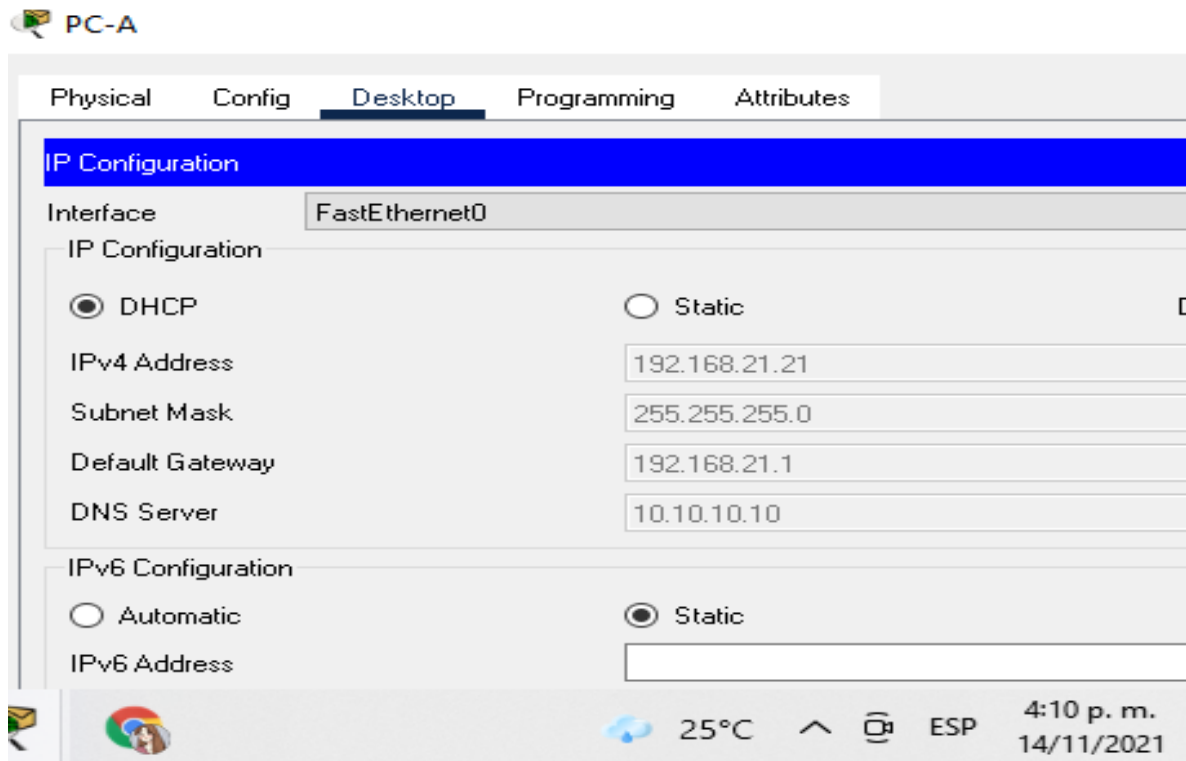 PC-A
Physical Config Desktop Programming Attributes
IP Configuration
Interface FastEthernet0
IP Configuration
DHCP Static
IPv4 Address 192.168.21.21
Subnet Mask 255.255.255.0
Default Gateway 192.168.21.1
DNS Server 10.10.10.10
IPv6 Configuration
Automatic Static
IPv6 Address
25°C ESP 4:10 p. m.
14/11/2021